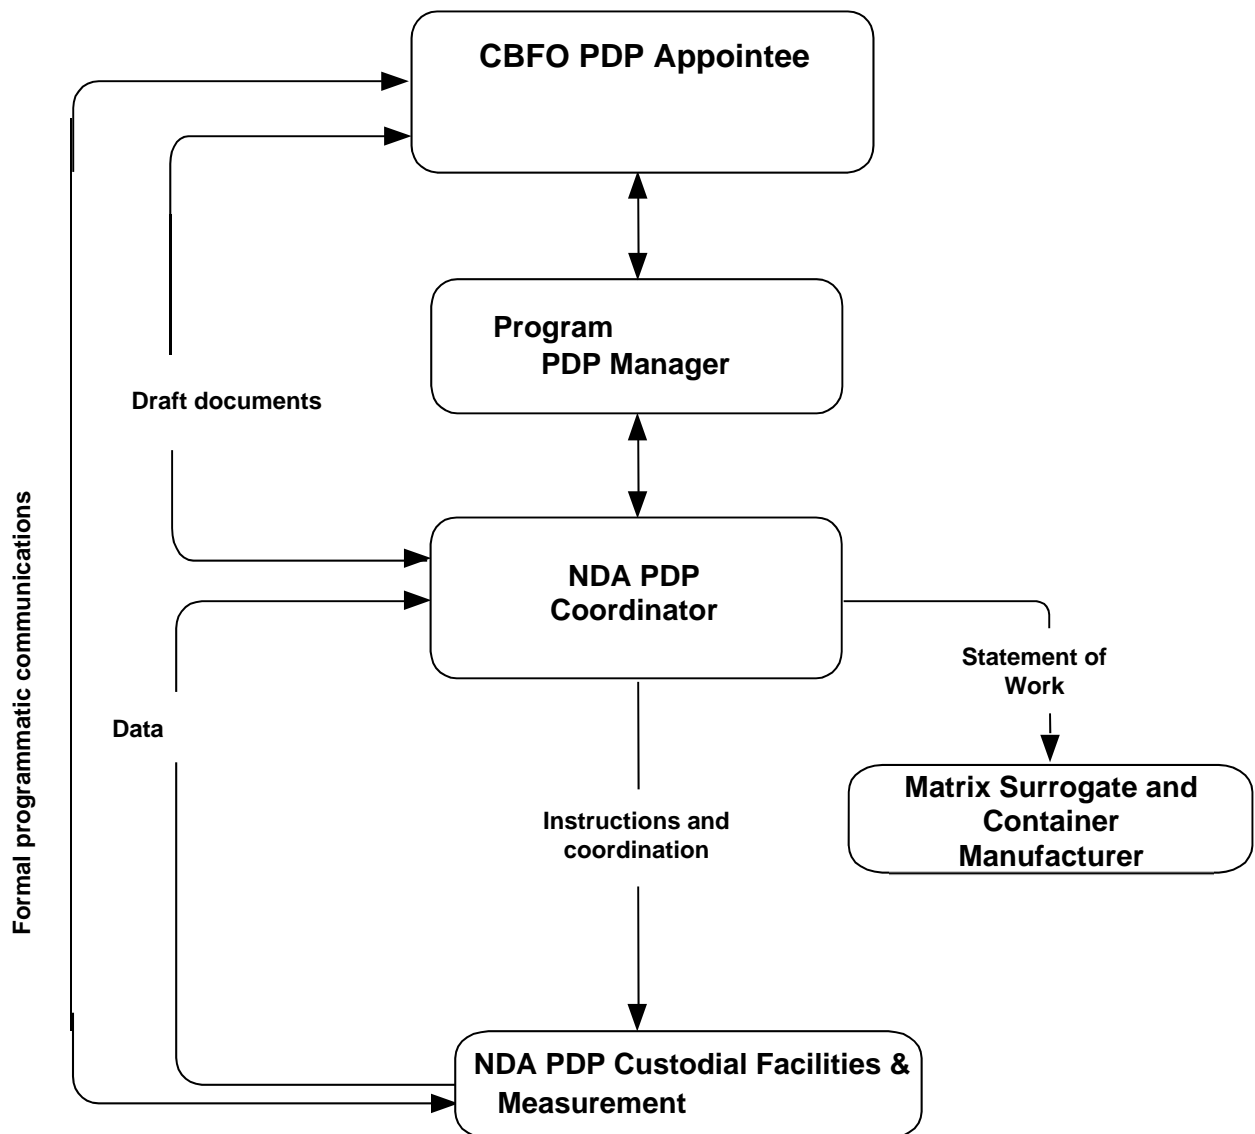 CBFO PDP Appointee
Program
PDP Manager
Draft documents
Formal programmatic communications
NDA PDP
Coordinator
Statement of
Work
Data
Matrix Surrogate and
Container
Manufacturer
Instructions and
coordination
NDA PDP Custodial Facilities &
Measurement